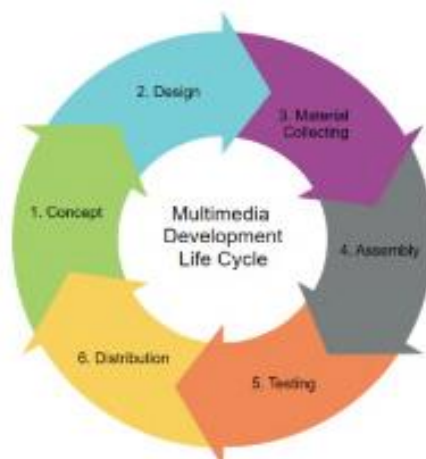 Multimedia
Development
Life Cycle
1. Concept
2. Design
3. Material
Collecting
4. Assembly
5. Testing
6. Distribution